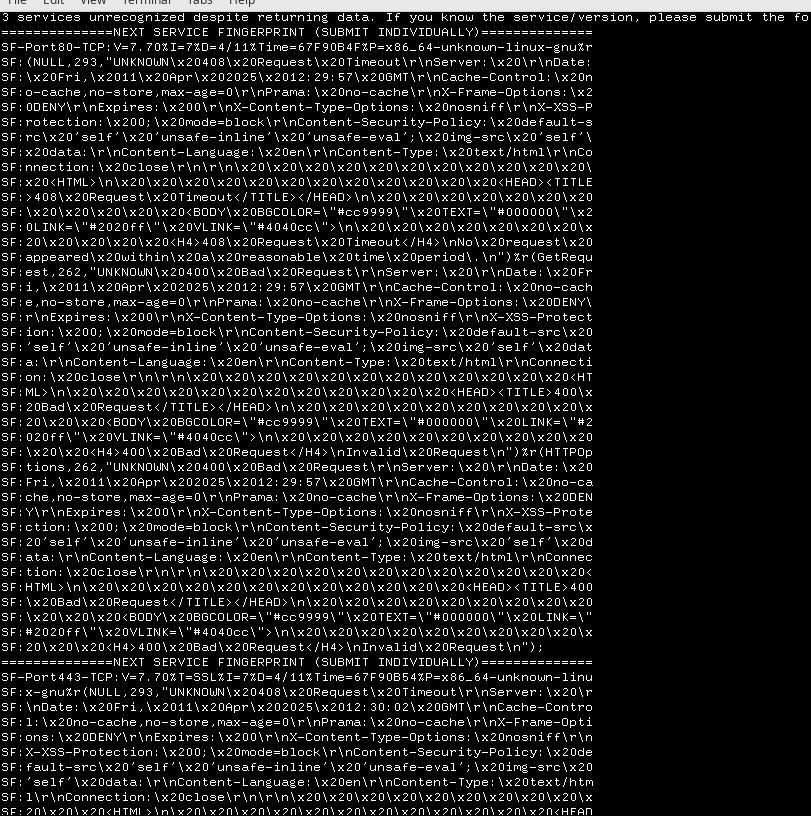 File Edit View Terminal Tabs Help
3 services unrecognized despite returning data. If you know the service/version, please submit the fo
==============NEXT SERVICE FINGERPRINT (SUBMIT INDIVIDUALLY)==============
SF-Port80-TCP:V=7.70%I=7%D=4/11%Time=67F90B4F%P=x86_64-unknown-linux-gnu%r
SF:(NULL,293,"UNKNOWN\x20408\x20Request\x20Timeout\r\nServer:\x20\r\nDate:
SF:\x20Fri,\x2011\x20Apr\x202025\x2012:29:57\x20GMT\r\nCache-Control:\x20n
SF:o-cache,no-store,max-age=0\r\nPrama:\x20no-cache\r\nX-Frame-Options:\x2
SF:0DENY\r\nExpires:\x200\r\nX-Content-Type-Options:\x20nosniff\r\nX-XSS-P
SF:rotection:\x200;\x20mode=block\r\nContent-Security-Policy:\x20default-s
SF:rc\x20'self'\x20'unsafe-inline'\x20'unsafe-eval';\x20img-src\x20'self'\
SF:x20data:\r\nContent-Language:\x20en\r\nContent-Type:\x20text/html\r\nCo
SF:nnection:\x20close\r\n\r\n\x20\x20\x20\x20\x20\x20\x20\x20\x20\x20\x20\
SF:x20<HTML>\n\x20\x20\x20\x20\x20\x20\x20\x20\x20\x20\x20\x20<HEAD><TITLE
SF:>408\x20Request\x20Timeout</TITLE></HEAD>\n\x20\x20\x20\x20\x20\x20\x20
SF:\x20\x20\x20\x20\x20<BODY\x20BGCOLOR=\"#cc9999\"\x20TEXT=\"#000000\"\x2
SF:0LINK=\"#2020ff\"\x20VLINK=\"#4040cc\">\n\x20\x20\x20\x20\x20\x20\x20\x
SF:20\x20\x20\x20\x20<H4>408\x20Request\x20Timeout</H4>\nNo\x20request\x20
SF:appeared\x20within\x20a\x20reasonable\x20time\x20period\.\n")%r(GetRequ
SF:est,262,"UNKNOWN\x20400\x20Bad\x20Request\r\nServer:\x20\r\nDate:\x20Fr
SF:i,\x2011\x20Apr\x202025\x2012:29:57\x20GMT\r\nCache-Control:\x20no-cach
SF:e,no-store,max-age=0\r\nPrama:\x20no-cache\r\nX-Frame-Options:\x20DENY\
SF:r\nExpires:\x200\r\nX-Content-Type-Options:\x20nosniff\r\nX-XSS-Protect
SF:ion:\x200;\x20mode=block\r\nContent-Security-Policy:\x20default-src\x20
SF:'self'\x20'unsafe-inline'\x20'unsafe-eval';\x20img-src\x20'self'\x20dat
SF:a:\r\nContent-Language:\x20en\r\nContent-Type:\x20text/html\r\nConnecti
SF:on:\x20close\r\n\r\n\x20\x20\x20\x20\x20\x20\x20\x20\x20\x20\x20\x20<HT
SF:ML>\n\x20\x20\x20\x20\x20\x20\x20\x20\x20\x20\x20\x20<HEAD><TITLE>400\x
SF:20Bad\x20Request</TITLE></HEAD>\n\x20\x20\x20\x20\x20\x20\x20\x20\x20\x
SF:20\x20\x20<BODY\x20BGCOLOR=\"#cc9999\"\x20TEXT=\"#000000\"\x20LINK=\"#2
SF:020ff\"\x20VLINK=\"#4040cc\">\n\x20\x20\x20\x20\x20\x20\x20\x20\x20\x20
SF:\x20\x20<H4>400\x20Bad\x20Request</H4>\nInvalid\x20Request\n")%r(HTTPOp
SF:tions,262,"UNKNOWN\x20400\x20Bad\x20Request\r\nServer:\x20\r\nDate:\x20
SF:Fri,\x2011\x20Apr\x202025\x2012:29:57\x20GMT\r\nCache-Control:\x20no-ca
SF:che,no-store,max-age=0\r\nPrama:\x20no-cache\r\nX-Frame-Options:\x20DEN
SF:Y\r\nExpires:\x200\r\nX-Content-Type-Options:\x20nosniff\r\nX-XSS-Prote
SF:ction:\x200;\x20mode=block\r\nContent-Security-Policy:\x20default-src\x
SF:20'self'\x20'unsafe-inline'\x20'unsafe-eval';\x20img-src\x20'self'\x20d
SF:ata:\r\nContent-Language:\x20en\r\nContent-Type:\x20text/html\r\nConnec
SF:tion:\x20close\r\n\r\n\x20\x20\x20\x20\x20\x20\x20\x20\x20\x20\x20\x20<
SF:HTML>\n\x20\x20\x20\x20\x20\x20\x20\x20\x20\x20\x20\x20<HEAD><TITLE>400
SF:\x20Bad\x20Request</TITLE></HEAD>\n\x20\x20\x20\x20\x20\x20\x20\x20\x20
SF:\x20\x20\x20<BODY\x20BGCOLOR=\"#cc9999\"\x20TEXT=\"#000000\"\x20LINK=\"
SF:#2020ff\"\x20VLINK=\"#4040cc\">\n\x20\x20\x20\x20\x20\x20\x20\x20\x20\x
SF:20\x20\x20<H4>400\x20Bad\x20Request</H4>\nInvalid\x20Request\n");
==============NEXT SERVICE FINGERPRINT (SUBMIT INDIVIDUALLY)==============
SF-Port443-TCP:V=7.70%T=SSL%I=7%D=4/11%Time=67F90B54%P=x86_64-unknown-linu
SF:x-gnu%r(NULL,293,"UNKNOWN\x20408\x20Request\x20Timeout\r\nServer:\x20\r
SF:\nDate:\x20Fri,\x2011\x20Apr\x202025\x2012:30:02\x20GMT\r\nCache-Contro
SF:l:\x20no-cache,no-store,max-age=0\r\nPrama:\x20no-cache\r\nX-Frame-Opti
SF:ons:\x20DENY\r\nExpires:\x200\r\nX-Content-Type-Options:\x20nosniff\r\n
SF:X-XSS-Protection:\x200;\x20mode=block\r\nContent-Security-Policy:\x20de
SF:fault-src\x20'self'\x20'unsafe-inline'\x20'unsafe-eval';\x20img-src\x20
SF:'self'\x20data:\r\nContent-Language:\x20en\r\nContent-Type:\x20text/htm
SF:l\r\nConnection:\x20close\r\n\r\n\x20\x20\x20\x20\x20\x20\x20\x20\x20\x
SF:20\x20\x20<HTML>\n\x20\x20\x20\x20\x20\x20\x20\x20\x20\x20\x20\x20<HEAD